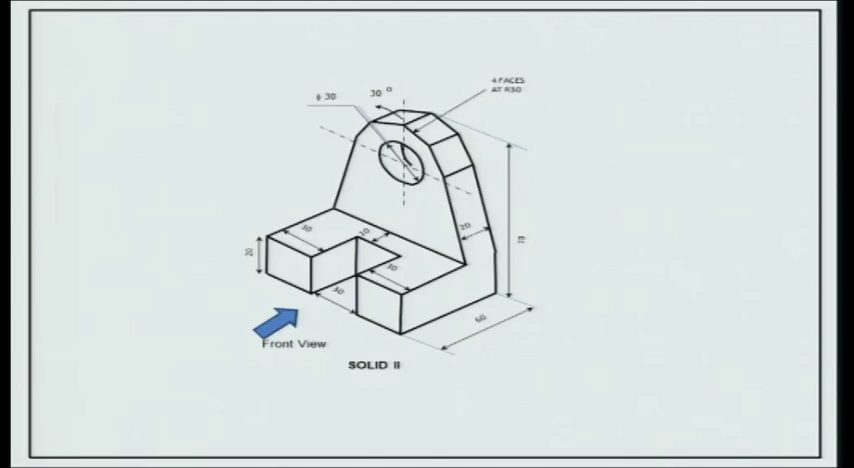 4 FACES
AT R30
ϕ 30
30 °
20
30
10
20
30
30
60
Front View
SOLID II